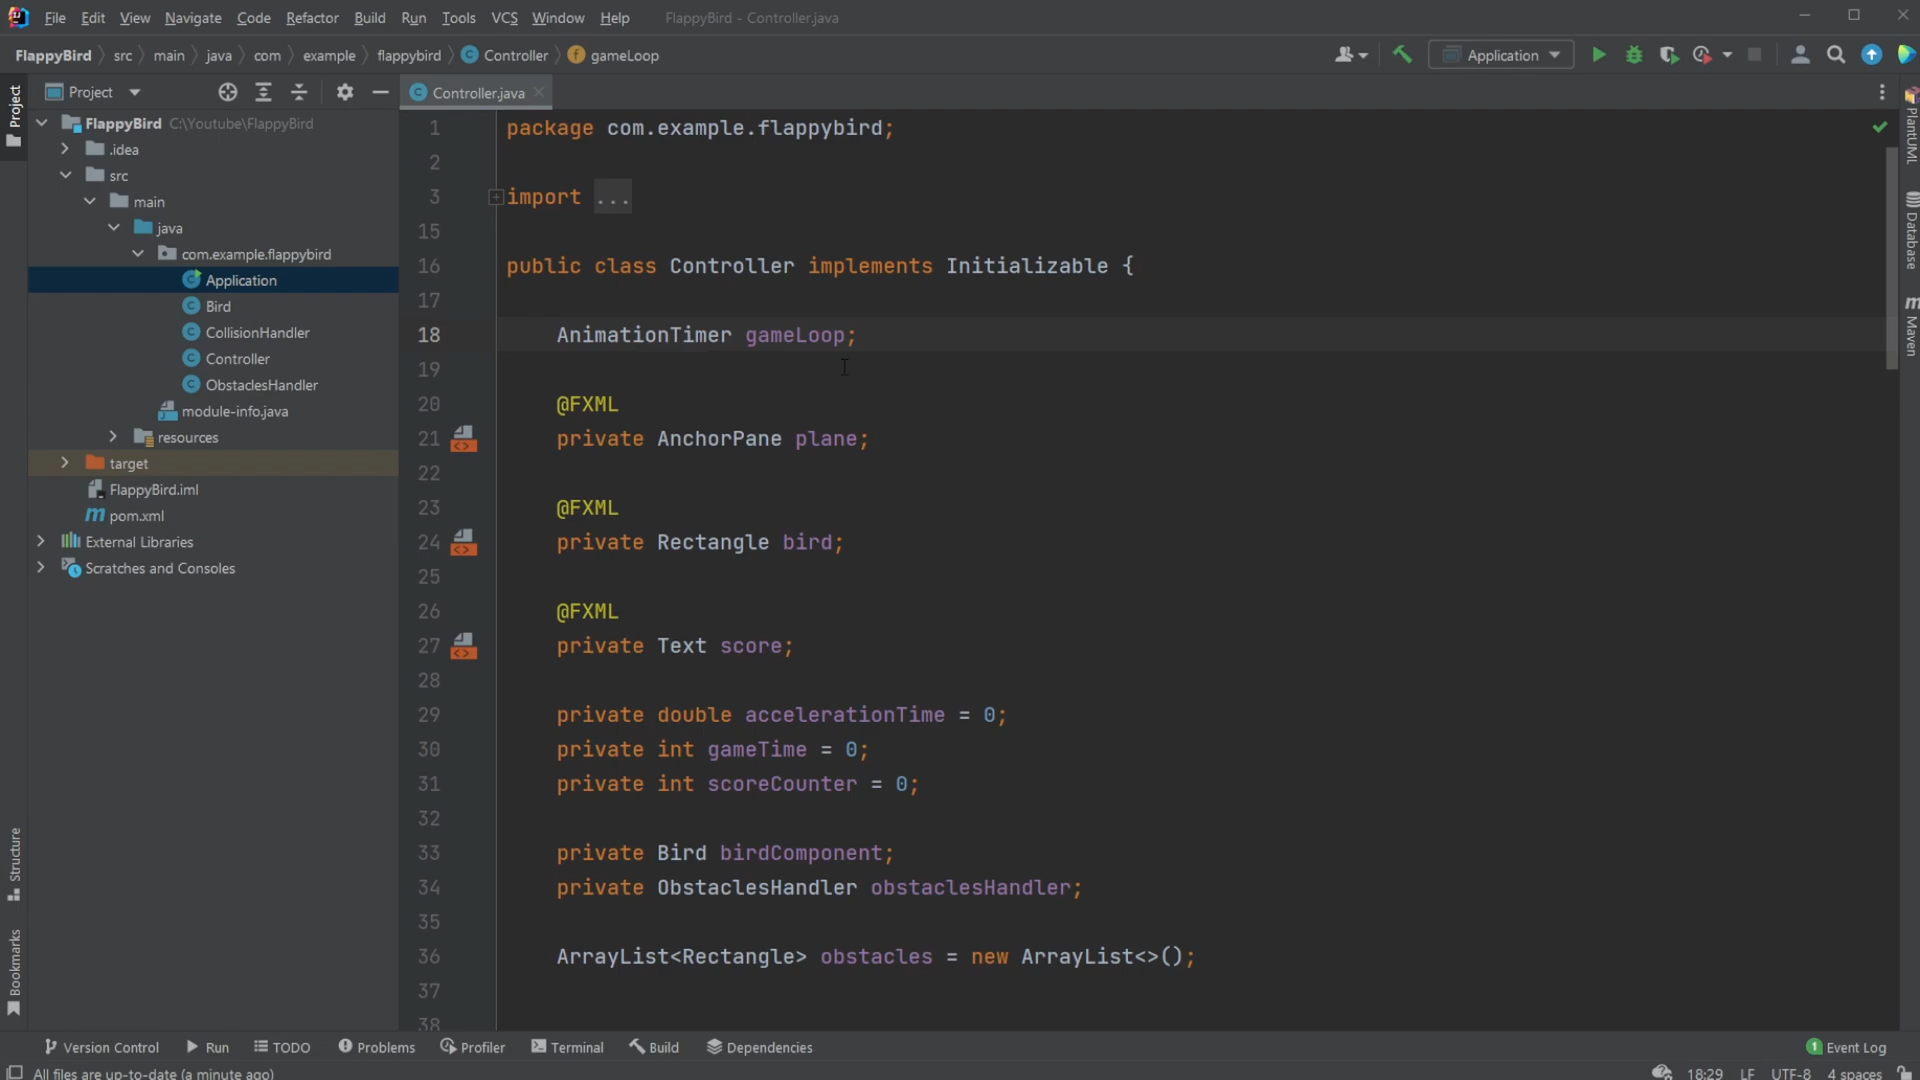 File Edit View Navigate Code Refactor Build Run Tools VCS Window Help FlappyBird - Controller.java
FlappyBird src main java com example flappybird Controller gameLoop Application
Project
Controller.java
FlappyBird C:\Youtube\FlappyBird
.idea
src
main
java
com.example.flappybird
Application
Bird
CollisionHandler
Controller
ObstaclesHandler
module-info.java
resources
target
FlappyBird.iml
pom.xml
External Libraries
Scratches and Consoles
Project
Structure
Bookmarks
1 package com.example.flappybird;
2
3 import ...
15
16 public class Controller implements Initializable {
17
18 AnimationTimer gameLoop;
19
20 @FXML
21 private AnchorPane plane;
22
23 @FXML
24 private Rectangle bird;
25
26 @FXML
27 private Text score;
28
29 private double accelerationTime = 0;
30 private int gameTime = 0;
31 private int scoreCounter = 0;
32
33 private Bird birdComponent;
34 private ObstaclesHandler obstaclesHandler;
35
36 ArrayList<Rectangle> obstacles = new ArrayList<>();
37
38
PlantUML
Database
Maven
Version Control Run TODO Problems Profiler Terminal Build Dependencies 1 Event Log
All files are up-to-date (a minute ago) 18:29 LF UTF-8 4 spaces